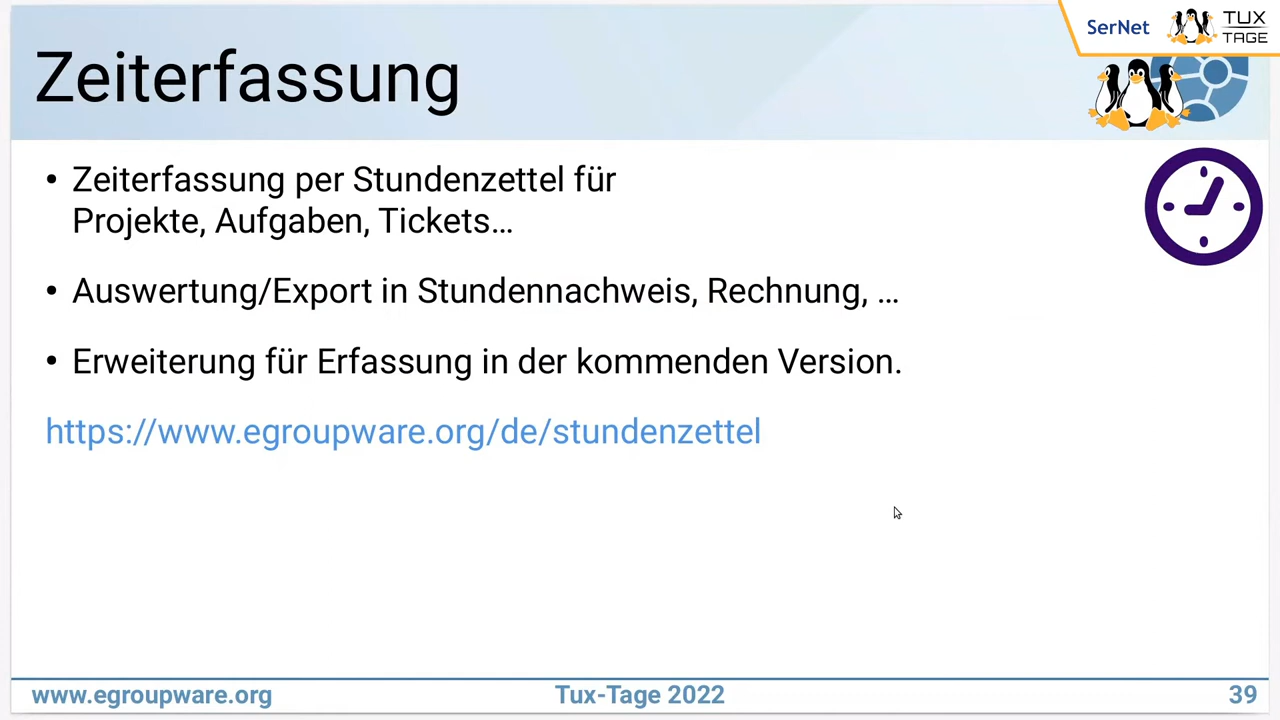 SerNet
TUX
TAGE
Zeiterfassung
• Zeiterfassung per Stundenzettel für
Projekte, Aufgaben, Tickets…
• Auswertung/Export in Stundennachweis, Rechnung, …
• Erweiterung für Erfassung in der kommenden Version.
https://www.egroupware.org/de/stundenzettel
www.egroupware.org
Tux-Tage 2022
39